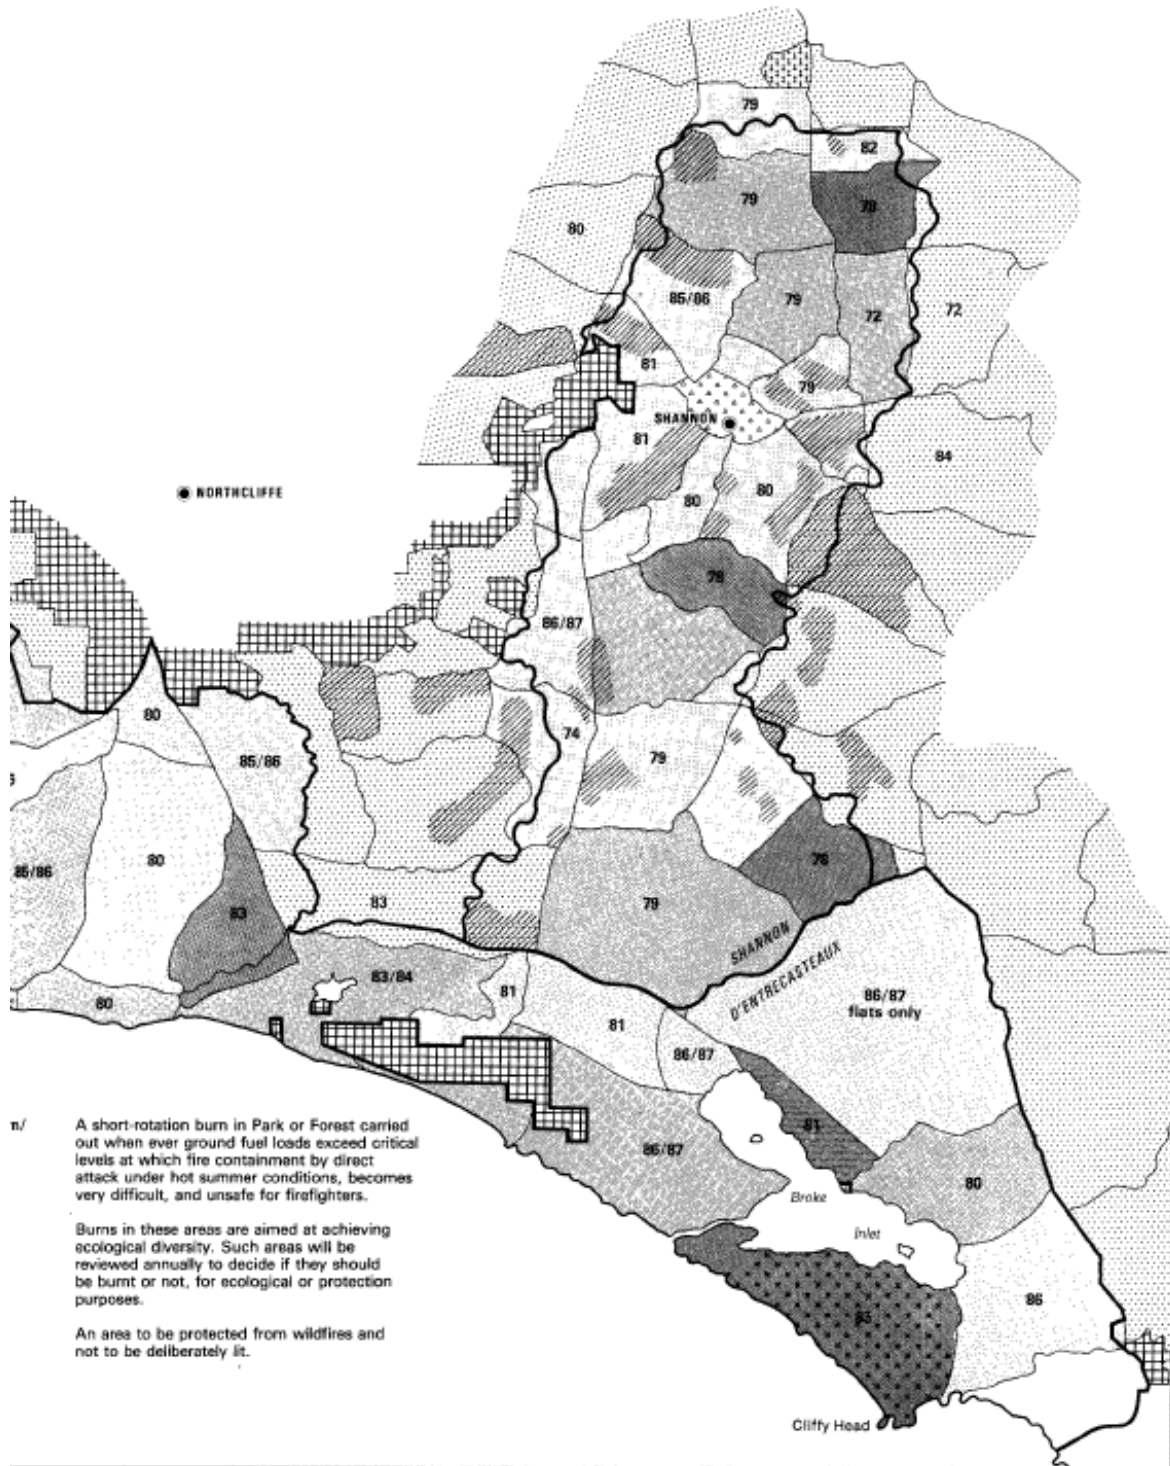 79
82
79
78
80
85/86
79
72
72
81
79
SHANNON
81
84
80
80
NORTHCLIFFE
78
86/87
80
74
85/86
79
80
85/86
78
83
83
79
SHANNON
D'ENTRECASTEAUX
83/84
81
80
86/87
flats only
81
86/87
81
86/87
80
Broke
Inlet
86
Cliffy Head
n/
A short-rotation burn in Park or Forest carried
out when ever ground fuel loads exceed critical
levels at which fire containment by direct
attack under hot summer conditions, becomes
very difficult, and unsafe for firefighters.
Burns in these areas are aimed at achieving
ecological diversity. Such areas will be
reviewed annually to decide if they should
be burnt or not, for ecological or protection
purposes.
An area to be protected from wildfires and
not to be deliberately lit.